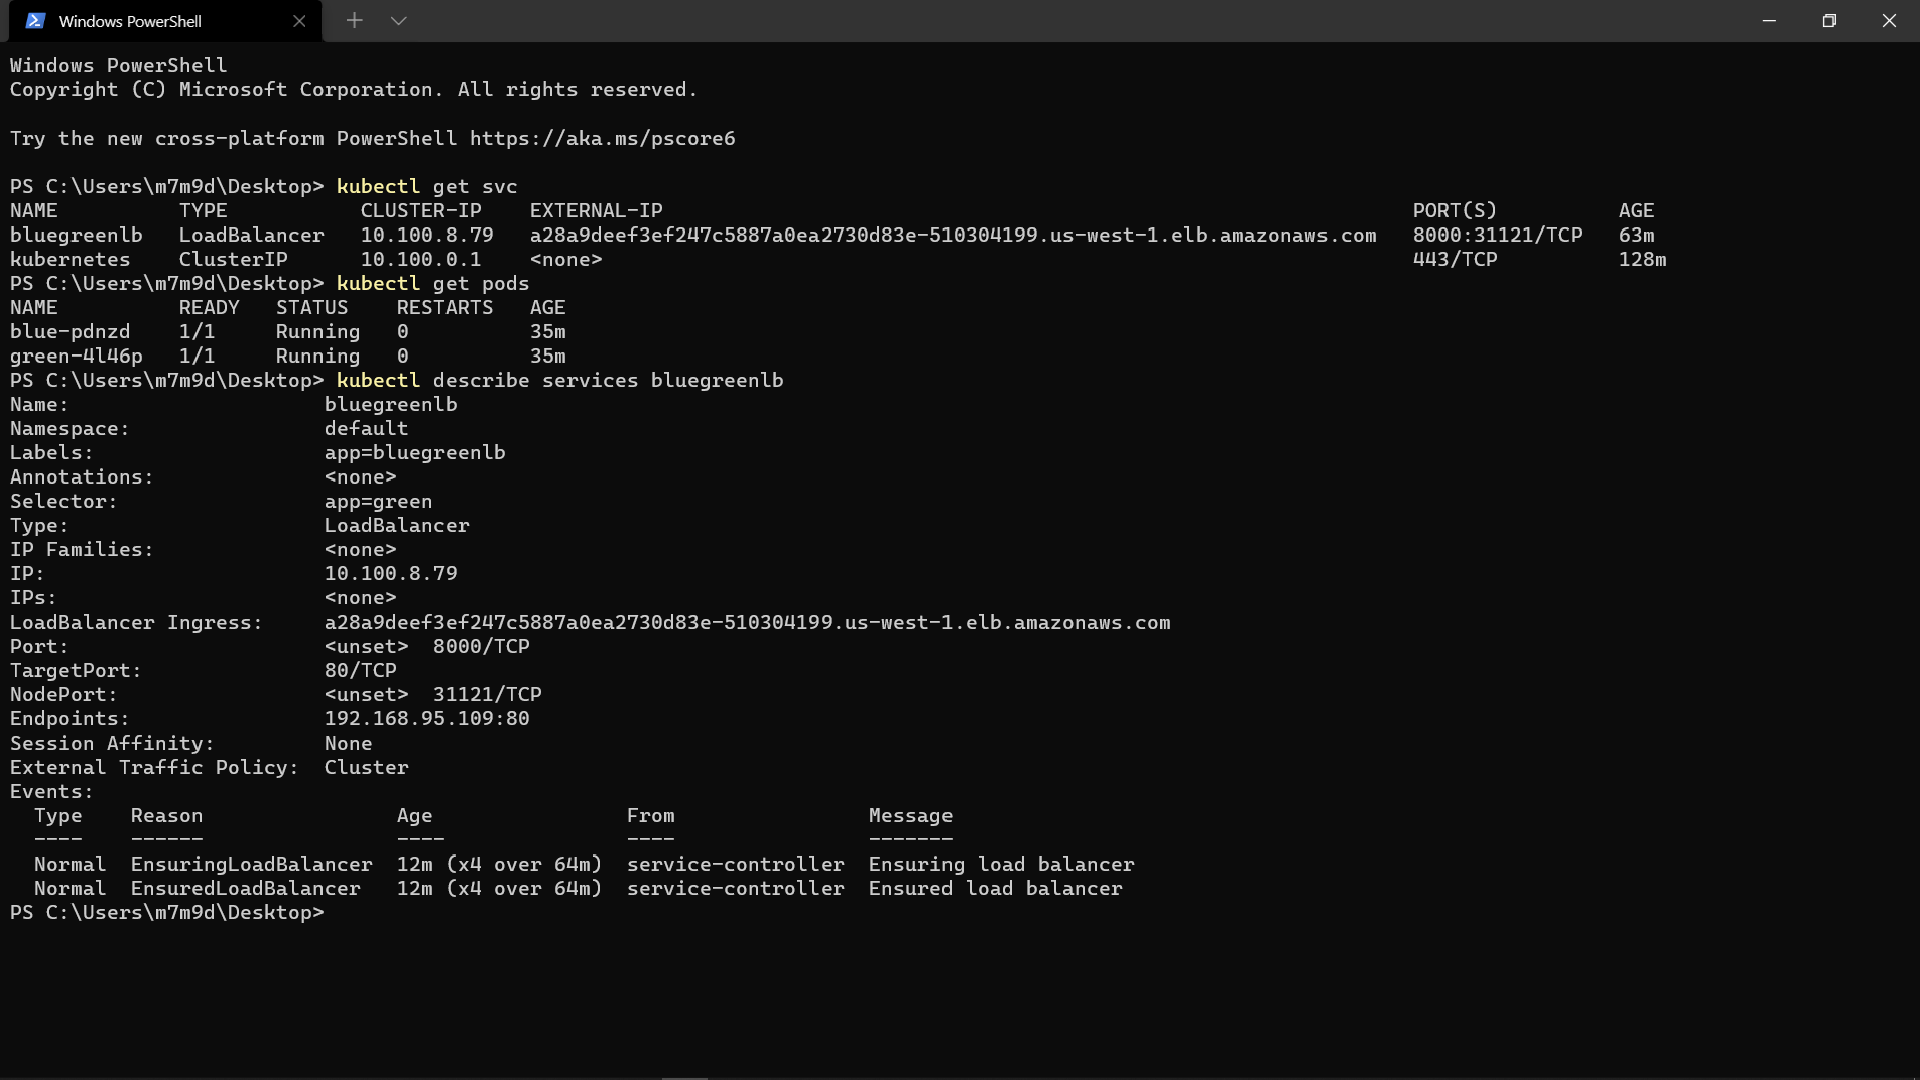 Windows PowerShell
Windows PowerShell
Copyright (C) Microsoft Corporation. All rights reserved.
Try the new cross-platform PowerShell https://aka.ms/pscore6
PS C:\Users\m7m9d\Desktop> kubectl get svc
NAME TYPE CLUSTER-IP EXTERNAL-IP PORT(S) AGE
bluegreenlb LoadBalancer 10.100.8.79 a28a9deef3ef247c5887a0ea2730d83e-510304199.us-west-1.elb.amazonaws.com 8000:31121/TCP 63m
kubernetes ClusterIP 10.100.0.1 <none> 443/TCP 128m
PS C:\Users\m7m9d\Desktop> kubectl get pods
NAME READY STATUS RESTARTS AGE
blue-pdnzd 1/1 Running 0 35m
green-4l46p 1/1 Running 0 35m
PS C:\Users\m7m9d\Desktop> kubectl describe services bluegreenlb
Name: bluegreenlb
Namespace: default
Labels: app=bluegreenlb
Annotations: <none>
Selector: app=green
Type: LoadBalancer
IP Families: <none>
IP: 10.100.8.79
IPs: <none>
LoadBalancer Ingress: a28a9deef3ef247c5887a0ea2730d83e-510304199.us-west-1.elb.amazonaws.com
Port: <unset> 8000/TCP
TargetPort: 80/TCP
NodePort: <unset> 31121/TCP
Endpoints: 192.168.95.109:80
Session Affinity: None
External Traffic Policy: Cluster
Events:
Type Reason Age From Message
---- ------ ---- ---- -------
Normal EnsuringLoadBalancer 12m (x4 over 64m) service-controller Ensuring load balancer
Normal EnsuredLoadBalancer 12m (x4 over 64m) service-controller Ensured load balancer
PS C:\Users\m7m9d\Desktop>